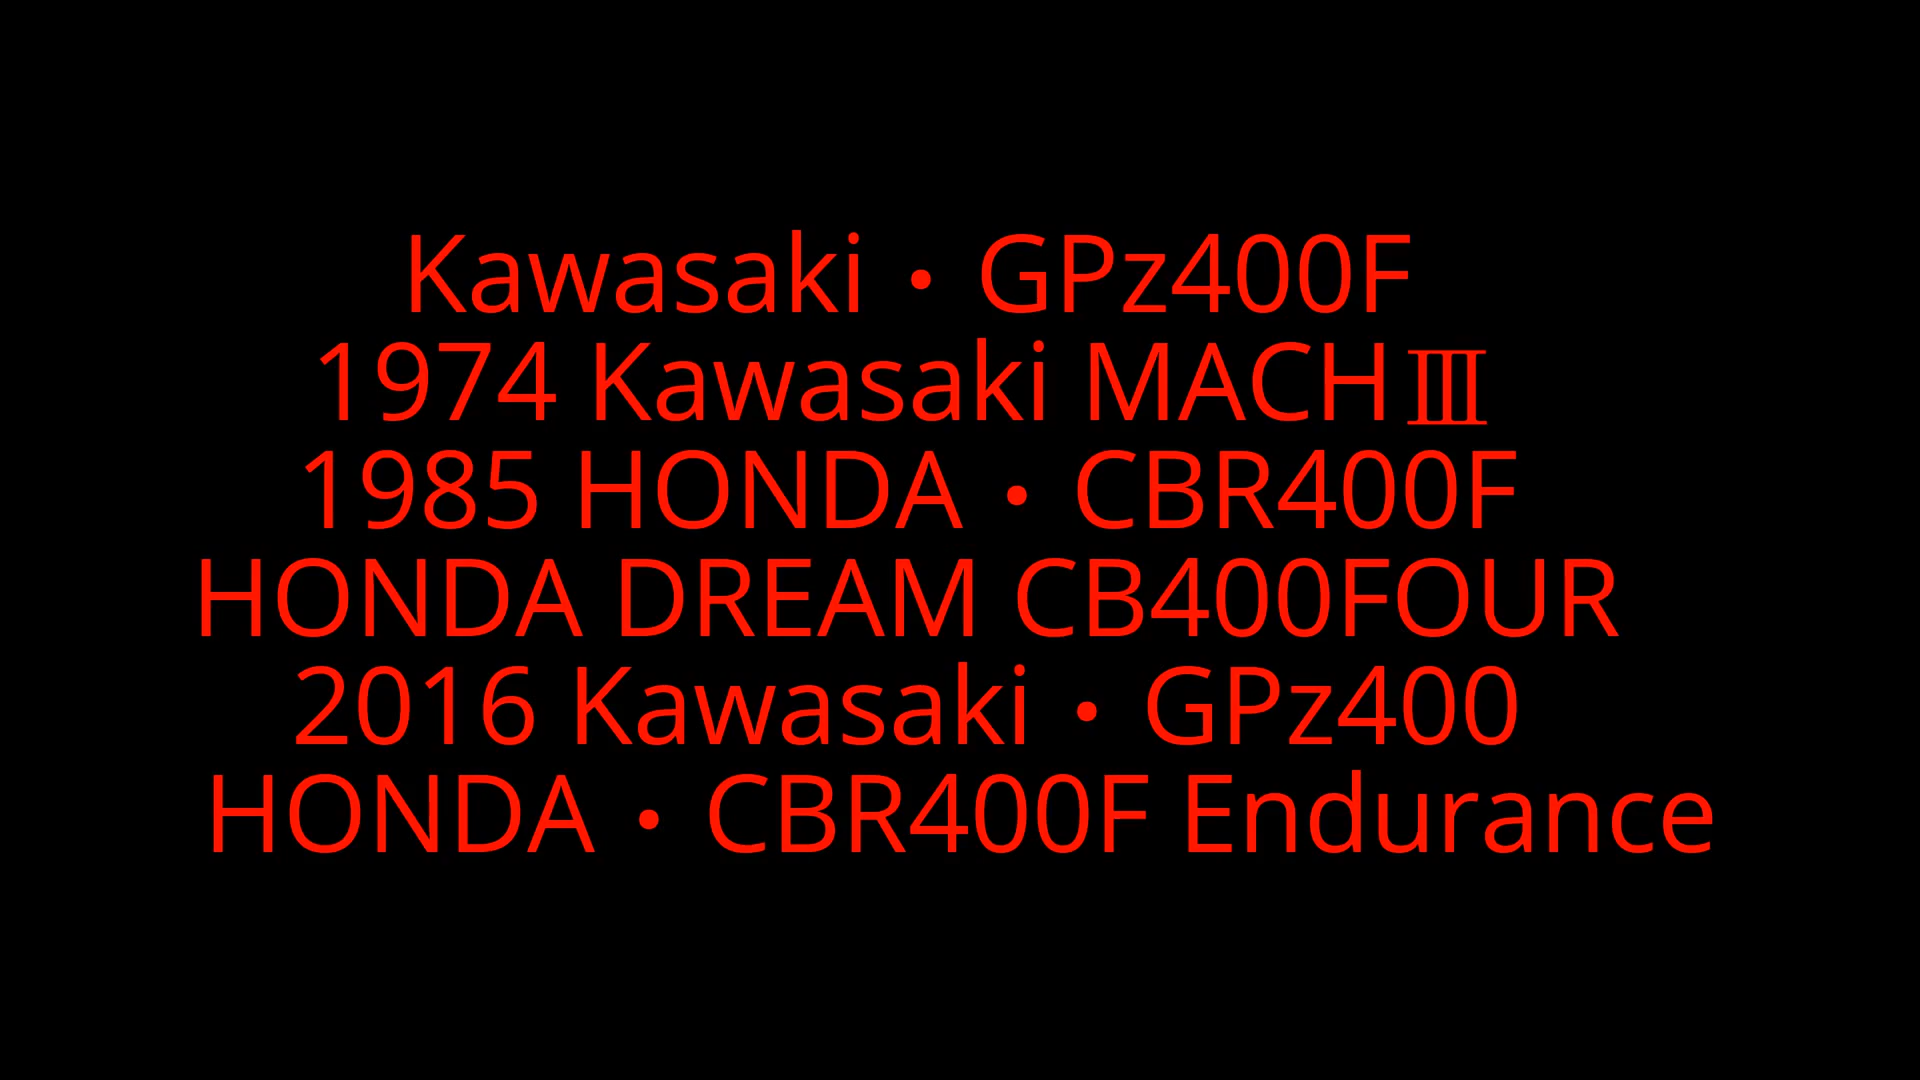 Kawasaki・GPz400F
1974 Kawasaki MACHⅢ
1985 HONDA・CBR400F
HONDA DREAM CB400FOUR
2016 Kawasaki・GPz400
HONDA・CBR400F Endurance